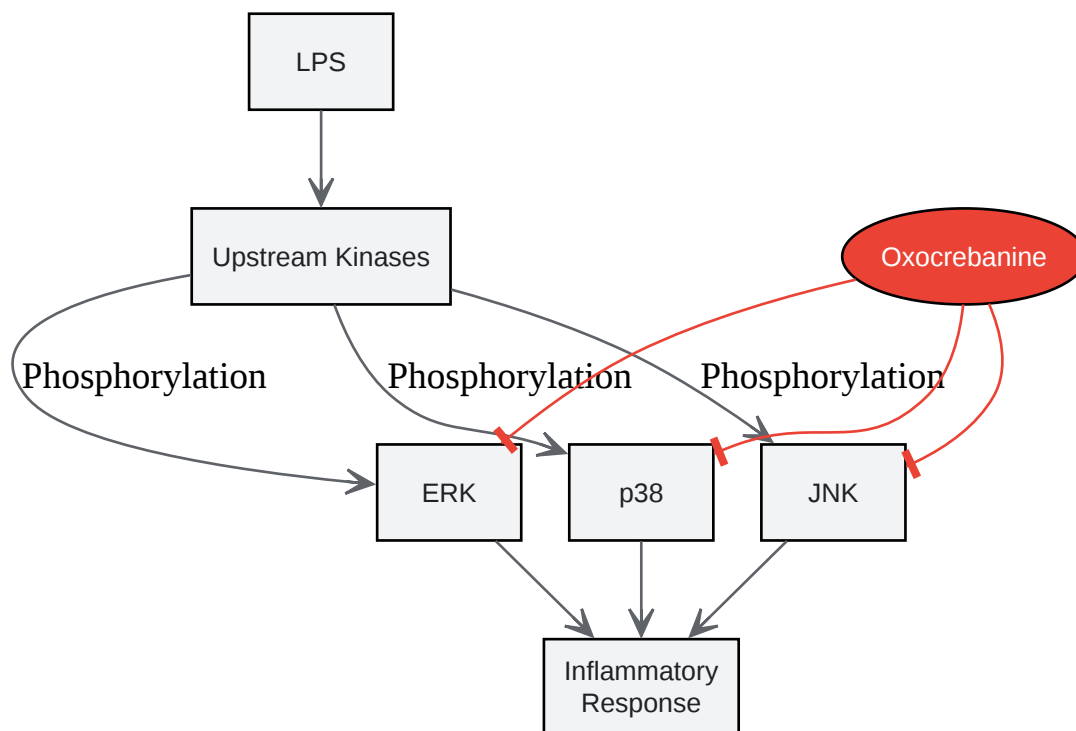 LPS
Upstream Kinases
Oxocrebanine
Phosphorylation
Phosphorylation
Phosphorylation
ERK
p38
JNK
Inflammatory
Response